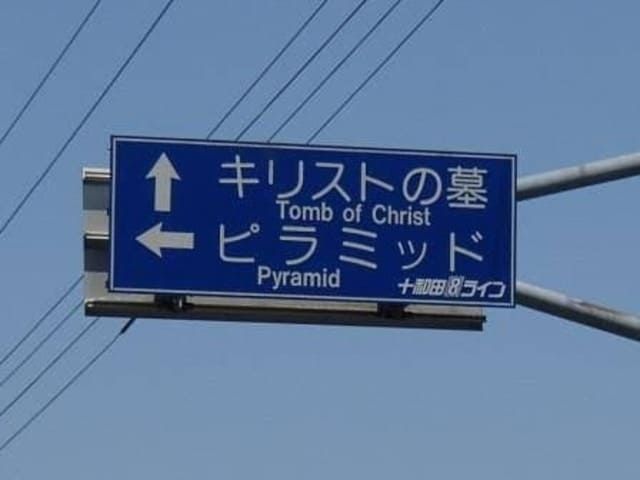 キリストの墓
Tomb of Christ
ピラミッド
Pyramid
十和田ライン